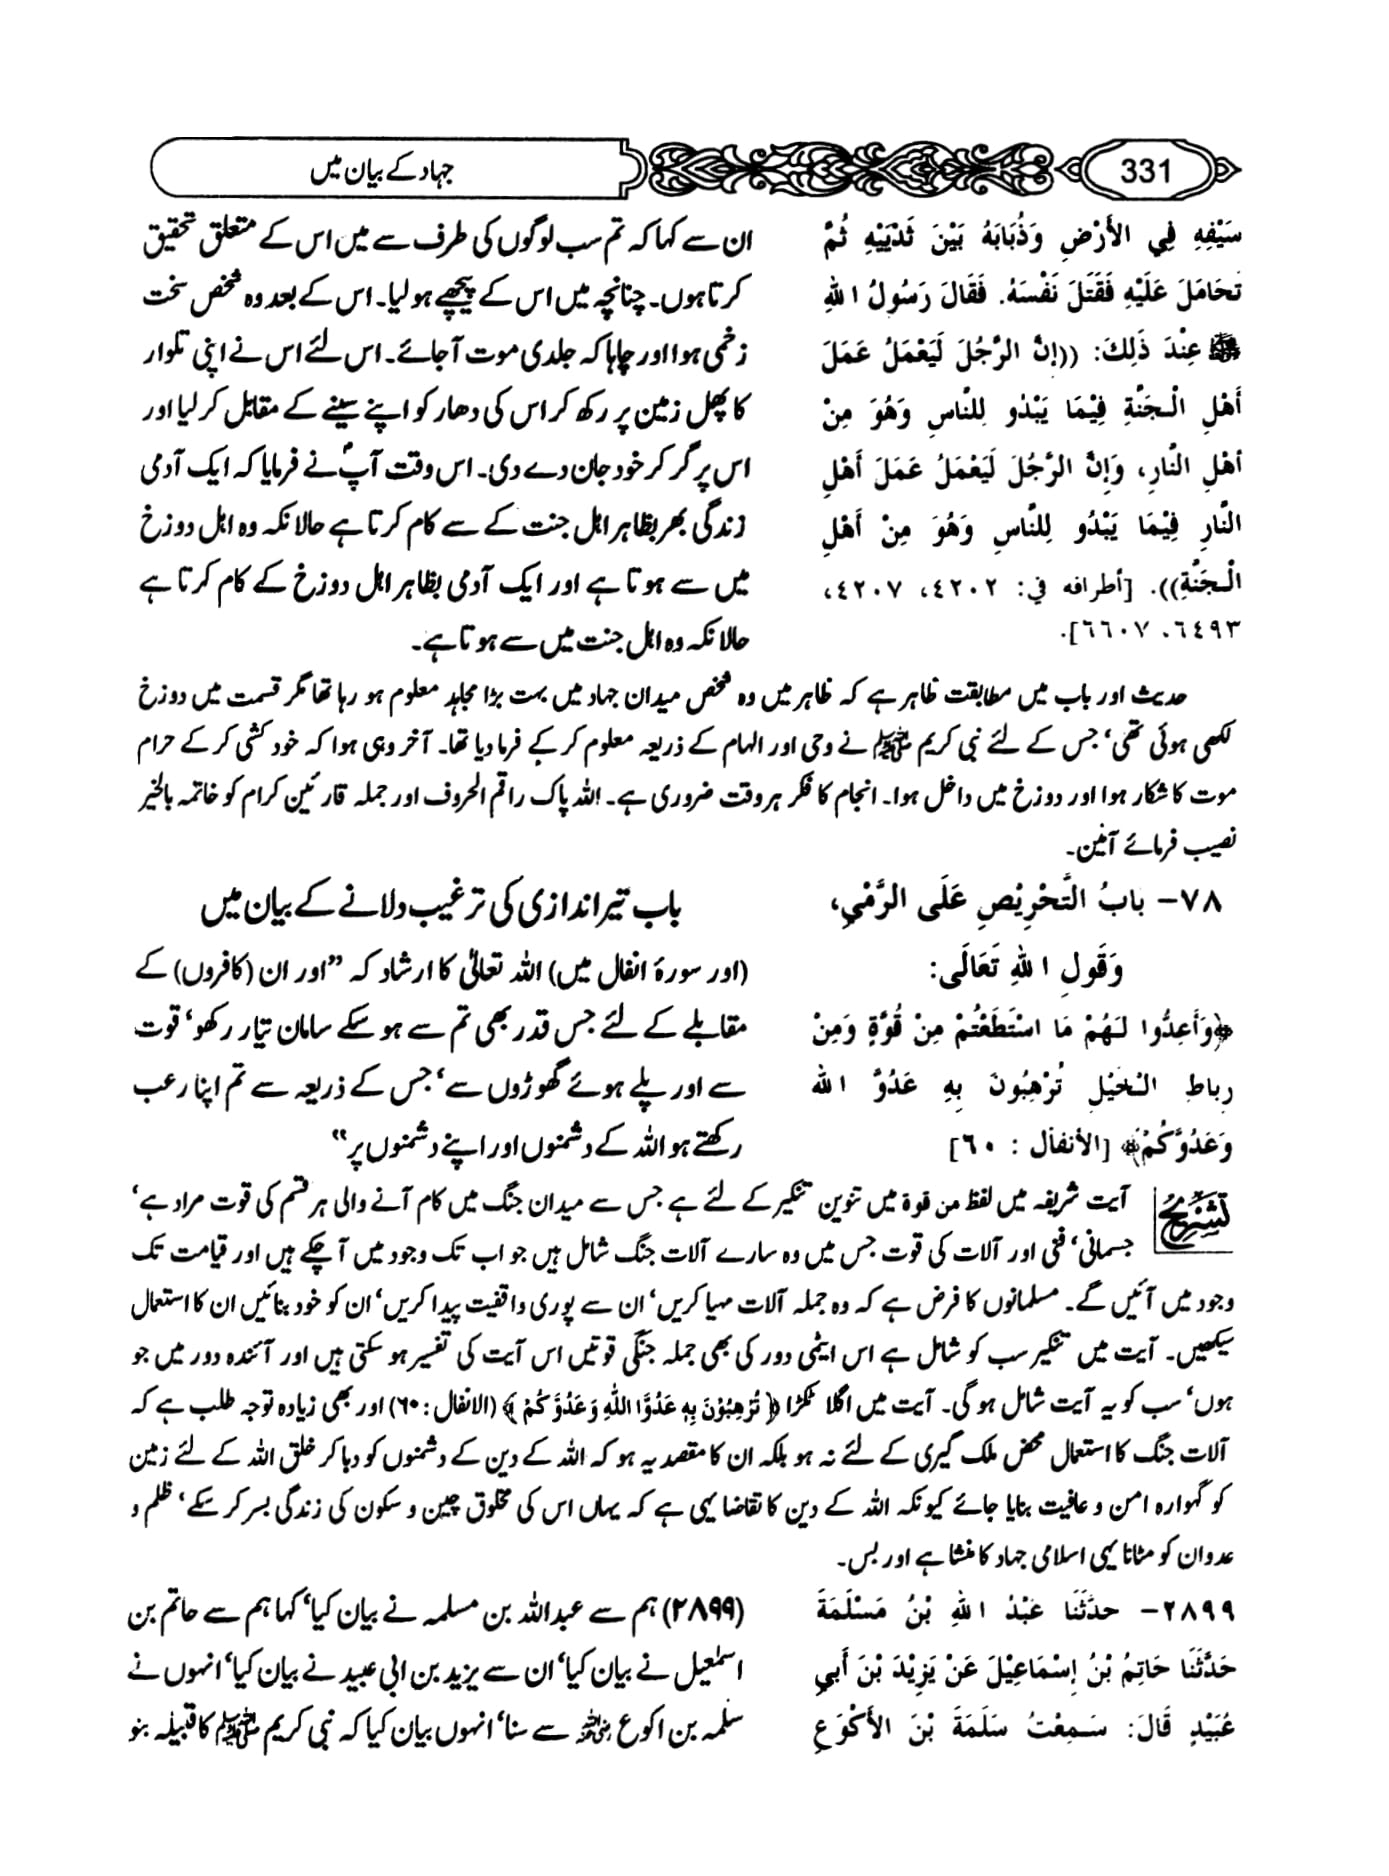 331
جہاد کے بیان میں
سَيْفِهِ فِي الأَرْضِ وَذُبَابَهُ بَيْنَ ثَدْيَيْهِ ثُمَّ
تَحَامَلَ عَلَيْهِ فَقَتَلَ نَفْسَهُ. فَقَالَ رَسُولُ اللهِ
ﷺ عِنْدَ ذَلِكَ: ((إِنَّ الرَّجُلَ لَيَعْمَلُ عَمَلَ
أَهْلِ الْـجَنَّةِ فِيْمَا يَبْدُو لِلنَّاسِ وَهُوَ مِنْ
أَهْلِ النَّارِ، وَإِنَّ الرَّجُلَ لَيَعْمَلُ عَمَلَ أَهْلِ
النَّارِ فِيْمَا يَبْدُو لِلنَّاسِ وَهُوَ مِنْ أَهْلِ
الْـجَنَّةِ)). [أطرافه في: ٤٢٠٢، ٤٢٠٧،
٦٤٩٣، ٦٦٠٧].
ان سے کہا کہ تم سب لوگوں کی طرف سے میں اس کے متعلق تحقیق
کرتا ہوں۔ چنانچہ میں اس کے پیچھے ہو لیا۔ اس کے بعد وہ شخص سخت
زخمی ہوا اور چاہا کہ جلدی موت آجائے۔ اس لئے اس نے اپنی تلوار
کا پھل زمین پر رکھ کر اس کی دھار کو اپنے سینے کے مقابل کر لیا اور
اس پر گر کر خود جان دے دی۔ اس وقت آپؐ نے فرمایا کہ ایک آدمی
زندگی بھر بظاہر اہل جنت کے سے کام کرتا ہے حالانکہ وہ اہل دوزخ
میں سے ہوتا ہے اور ایک آدمی بظاہر اہل دوزخ کے کام کرتا ہے
حالانکہ وہ اہل جنت میں سے ہوتا ہے۔
حدیث اور باب میں مطابقت ظاہر ہے کہ ظاہر میں وہ شخص میدان جہاد میں بہت بڑا مجاہد معلوم ہو رہا تھا مگر قسمت میں دوزخ
لکھی ہوئی تھی‘ جس کے لئے نبی کریم ﷺ نے وحی اور الہام کے ذریعہ معلوم کرکے فرما دیا تھا۔ آخر وہی ہوا کہ خودکشی کر کے حرام
موت کا شکار ہوا اور دوزخ میں داخل ہوا۔ انجام کا فکر ہر وقت ضروری ہے۔ اللہ پاک راقم الحروف اور جملہ قارئین کرام کو خاتمہ بالخیر
نصیب فرمائے آمین۔
٧٨- بابُ التَّحْرِيْصِ عَلَى الرَّمْيِ،
وَقَولِ اللهِ تَعَالَى:
﴿وَأَعِدُّوا لَـهُمْ مَا اسْتَطَعْتُمْ مِنْ قُوَّةٍ وَمِنْ
رِباطِ الـْخَيْلِ تُرْهِبُونَ بِهِ عَدُوَّ اللهِ
وَعَدُوَّكُمْ﴾ [الأنفال : ٦٠]
باب تیر اندازی کی ترغیب دلانے کے بیان میں
(اور سورۂ انفال میں) اللہ تعالیٰ کا ارشاد کہ ”اور ان (کافروں) کے
مقابلے کے لئے جس قدر بھی تم سے ہو سکے سامان تیار رکھو‘ قوت
سے اور پلے ہوئے گھوڑوں سے‘ جس کے ذریعہ سے تم اپنا رعب
رکھتے ہو اللہ کے دشمنوں اور اپنے دشمنوں پر“
تشریح آیت شریفہ میں لفظ من قوۃ میں تنوین تنکیر کے لئے ہے جس سے میدان جنگ میں کام آنے والی ہر قسم کی قوت مراد ہے‘
جسمانی‘ فنی اور آلات کی قوت جس میں وہ سارے آلات جنگ شامل ہیں جو اب تک وجود میں آچکے ہیں اور قیامت تک
وجود میں آئیں گے۔ مسلمانوں کا فرض ہے کہ وہ جملہ آلات مہیا کریں‘ ان سے پوری واقفیت پیدا کریں‘ ان کو خود بنائیں ان کا استعمال
سیکھیں۔ آیت میں تنکیر سب کو شامل ہے اس ایٹمی دور کی بھی جملہ جنگی قوتیں اس آیت کی تفسیر ہو سکتی ہیں اور آئندہ دور میں جو
ہوں‘ سب کو یہ آیت شامل ہوگی۔ آیت میں اگلا ٹکڑا ﴿ تُرْهِبُوْنَ بِهٖ عَدُوَّ اللّٰهِ وَعَدُوَّكُمْ ﴾ (الانفال : ٦٠) اور بھی زیادہ توجہ طلب ہے کہ
آلات جنگ کا استعمال محض ملک گیری کے لئے نہ ہو بلکہ ان کا مقصد یہ ہو کہ اللہ کے دین کے دشمنوں کو دبا کر خلق اللہ کے لئے زمین
کو گہوارہ امن و عافیت بنایا جائے کیونکہ اللہ کے دین کا تقاضا یہی ہے کہ یہاں اس کی مخلوق چین و سکون کی زندگی بسر کر سکے‘ ظلم و
عدوان کو مٹانا یہی اسلامی جہاد کا منشا ہے اور بس۔
٢٨٩٩- حَدَّثَنَا عَبْدُ اللهِ بْنُ مَسْلَمَةَ
حَدَّثَنَا حَاتِمُ بْنُ إِسْمَاعِيْلَ عَنْ يَزِيْدَ بْنَ أَبي
عُبَيْدٍ قَالَ: سَـمِعْتُ سَلَمَةَ بْنَ الأَكْوَعِ
(۲۸۹۹) ہم سے عبداللہ بن مسلمہ نے بیان کیا‘ کہا ہم سے حاتم بن
اسمٰعیل نے بیان کیا‘ ان سے یزید بن ابی عبید نے بیان کیا‘ انہوں نے
سلمہ بن اکوع رضی اللہ عنہ سے سنا‘ انہوں بیان کیا کہ نبی کریم ﷺ کا قبیلہ بنو